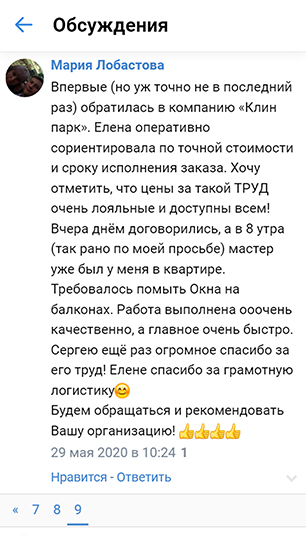 Обсуждения
Мария Лобастова
Впервые (но уж точно не в последний
раз) обратилась в компанию «Клин
парк». Елена оперативно
сориентировала по точной стоимости
и сроку исполнения заказа. Хочу
отметить, что цены за такой ТРУД
очень лояльные и доступны всем!
Вчера днём договорились, а в 8 утра
(так рано по моей просьбе) мастер
уже был у меня в квартире.
Требовалось помыть Окна на
балконах. Работа выполнена ооочень
качественно, а главное очень быстро.
Сергею ещё раз огромное спасибо за
его труд! Елене спасибо за грамотную
логистику😊
Будем обращаться и рекомендовать
Вашу организацию! 👍👍👍👍
29 мая 2020 в 10:24 1
Нравится - Ответить
« 7 8 9